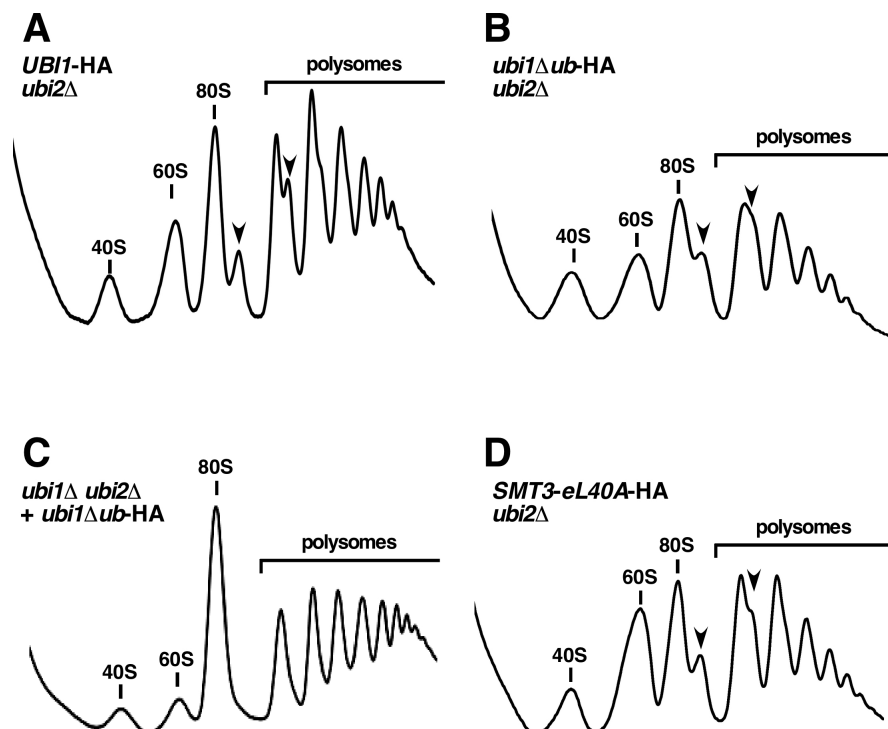 A
UBI1-HA
ubi2Δ
polysomes
80S
60S
40S
B
ubi1Δub-HA
ubi2Δ
polysomes
80S
60S
40S
C
ubi1Δ ubi2Δ
+ ubi1Δub-HA
80S
polysomes
60S
40S
D
SMT3-eL40A-HA
ubi2Δ
polysomes
80S
60S
40S